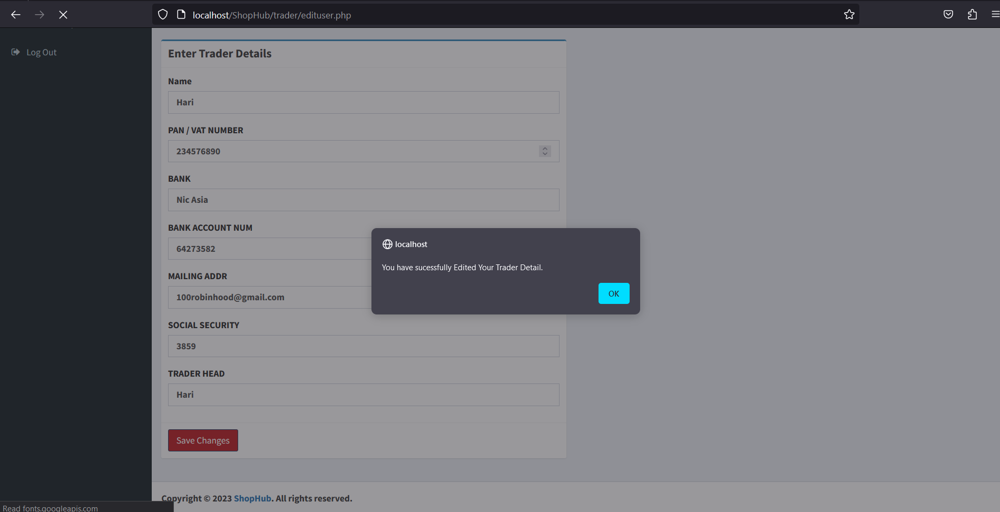 localhost/ShopHub/trader/edituser.php
Log Out
Enter Trader Details
Name
Hari
PAN / VAT NUMBER
234576890
BANK
Nic Asia
BANK ACCOUNT NUM
64273582
MAILING ADDR
100robinhood@gmail.com
SOCIAL SECURITY
3859
TRADER HEAD
Hari
Save Changes
localhost
You have sucessfully Edited Your Trader Detail.
OK
Copyright © 2023 ShopHub. All rights reserved.
Read fonts.googleapis.com